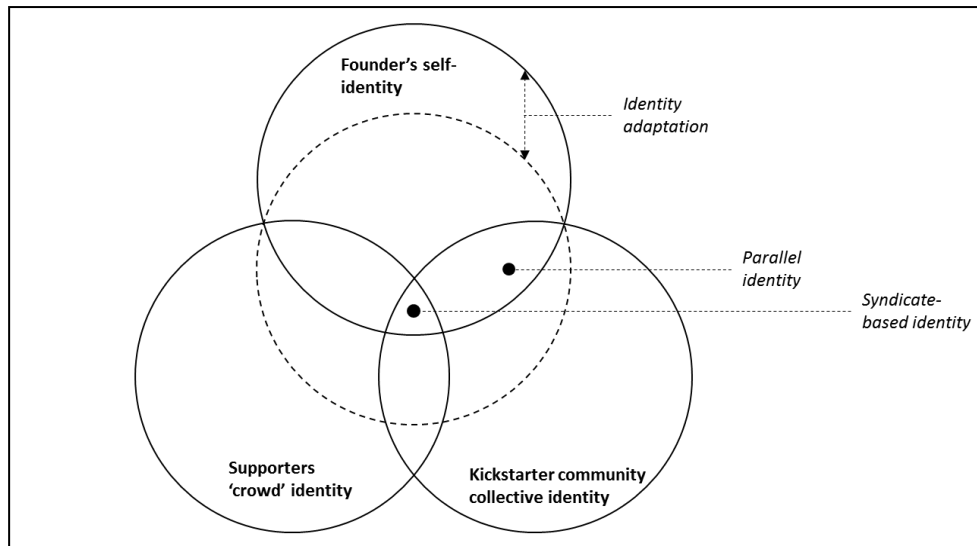 Founder's self-
identity
Identity
adaptation
Parallel
identity
Syndicate-
based identity
Supporters
'crowd' identity
Kickstarter community
collective identity